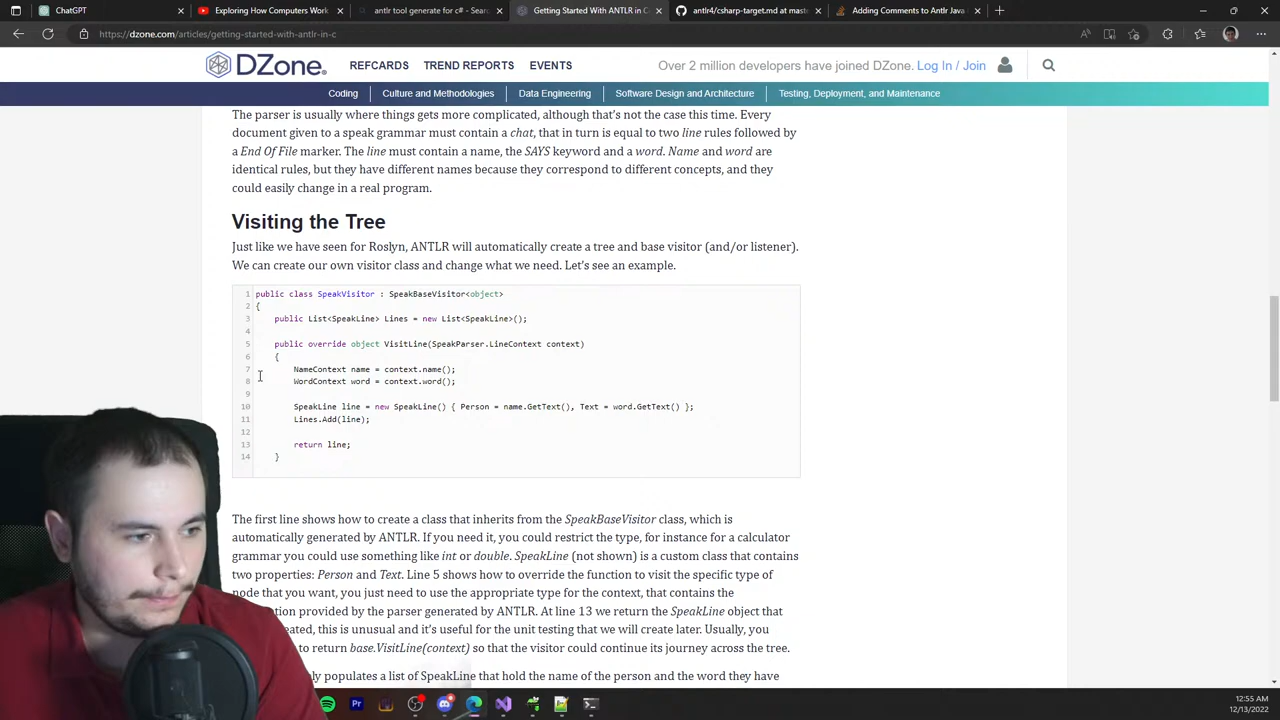 ChatGPT
Exploring How Computers Work
antlr tool generate for c# - Searc
Getting Started With ANTLR in C
antlr4/csharp-target.md at maste
Adding Comments to Antlr Java
https://dzone.com/articles/getting-started-with-antlr-in-c
DZone.
REFCARDS TREND REPORTS EVENTS
Over 2 million developers have joined DZone. Log In / Join
Coding Culture and Methodologies Data Engineering Software Design and Architecture Testing, Deployment, and Maintenance
The parser is usually where things gets more complicated, although that's not the case this time. Every
document given to a speak grammar must contain a chat, that in turn is equal to two line rules followed by
a End Of File marker. The line must contain a name, the SAYS keyword and a word. Name and word are
identical rules, but they have different names because they correspond to different concepts, and they
could easily change in a real program.
Visiting the Tree
Just like we have seen for Roslyn, ANTLR will automatically create a tree and base visitor (and/or listener).
We can create our own visitor class and change what we need. Let's see an example.
1 public class SpeakVisitor : SpeakBaseVisitor<object>
2 {
3 public List<SpeakLine> Lines = new List<SpeakLine>();
4
5 public override object VisitLine(SpeakParser.LineContext context)
6 {
7 NameContext name = context.name();
8 WordContext word = context.word();
9
10 SpeakLine line = new SpeakLine() { Person = name.GetText(), Text = word.GetText() };
11 Lines.Add(line);
12
13 return line;
14 }
The first line shows how to create a class that inherits from the SpeakBaseVisitor class, which is
automatically generated by ANTLR. If you need it, you could restrict the type, for instance for a calculator
grammar you could use something like int or double. SpeakLine (not shown) is a custom class that contains
two properties: Person and Text. Line 5 shows how to override the function to visit the specific type of
node that you want, you just need to use the appropriate type for the context, that contains the
tion provided by the parser generated by ANTLR. At line 13 we return the SpeakLine object that
eated, this is unusual and it's useful for the unit testing that we will create later. Usually, you
to return base.VisitLine(context) so that the visitor could continue its journey across the tree.
ply populates a list of SpeakLine that hold the name of the person and the word they have
Pr
12:55 AM
12/13/2022